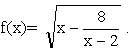 f(x)= √(x − 8/(x − 2)) .